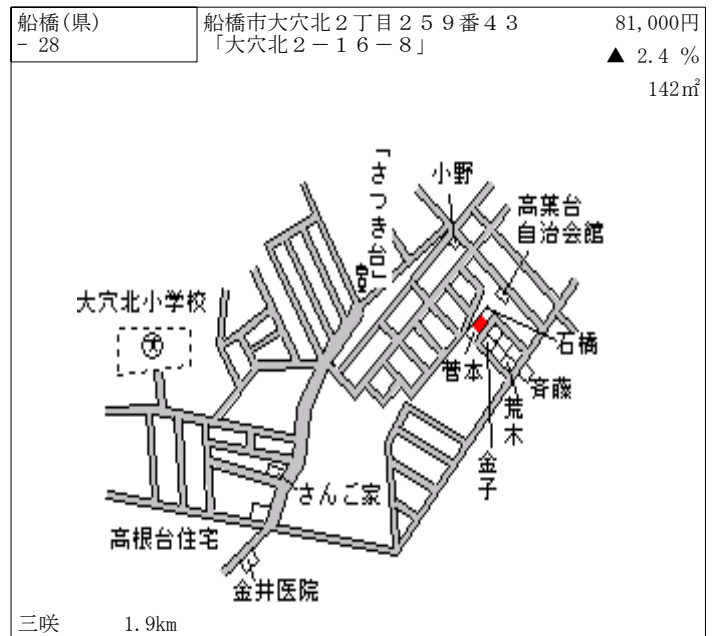 船橋(県)
- 28
船橋市大穴北２丁目２５９番４３
「大穴北２－１６－８」
81,000円
▲ 2.4 %
142㎡
「さつき台」
小野
高葉台
自治会館
大穴北小学校
文
石橋
菅本
斉藤
荒木
金子
さんご家
高根台住宅
金井医院
三咲 1.9km